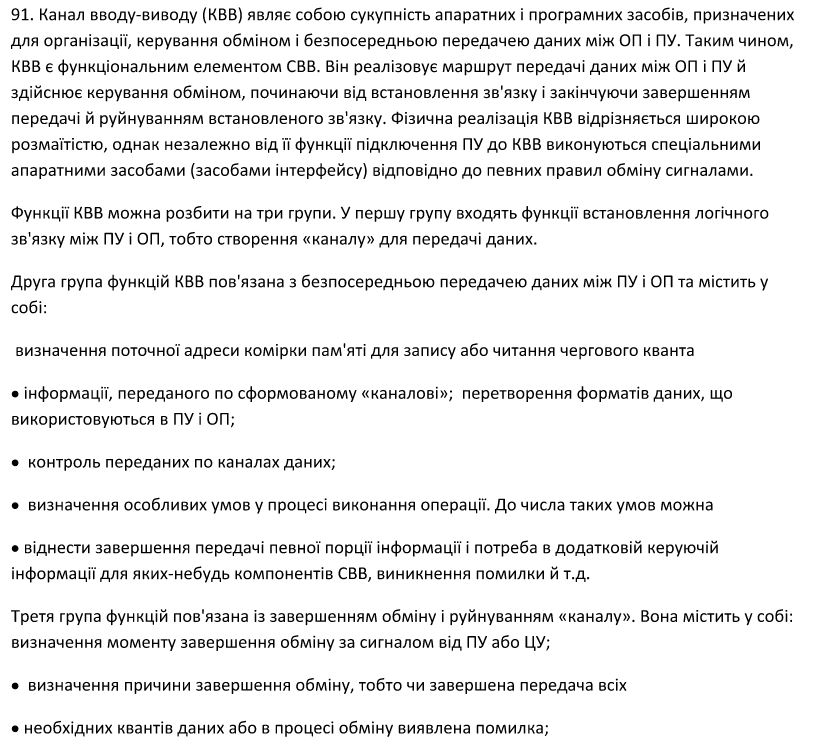 91. Канал вводу-виводу (КВВ) являє собою сукупність апаратних і програмних засобів, призначених
для організації, керування обміном і безпосередньою передачею даних між ОП і ПУ. Таким чином,
КВВ є функціональним елементом СВВ. Він реалізовує маршрут передачі даних між ОП і ПУ й
здійснює керування обміном, починаючи від встановлення зв'язку і закінчуючи завершенням
передачі й руйнуванням встановленого зв'язку. Фізична реалізація КВВ відрізняється широкою
розмаїтістю, однак незалежно від її функції підключення ПУ до КВВ виконуються спеціальними
апаратними засобами (засобами інтерфейсу) відповідно до певних правил обміну сигналами.
Функції КВВ можна розбити на три групи. У першу групу входять функції встановлення логічного
зв'язку між ПУ і ОП, тобто створення «каналу» для передачі даних.
Друга група функцій КВВ пов'язана з безпосередньою передачею даних між ПУ і ОП та містить у
собі:
визначення поточної адреси комірки пам'яті для запису або читання чергового кванта
• інформації, переданого по сформованому «каналові»; перетворення форматів даних, що
використовуються в ПУ і ОП;
• контроль переданих по каналах даних;
• визначення особливих умов у процесі виконання операції. До числа таких умов можна
• віднести завершення передачі певної порції інформації і потреба в додатковій керуючій
інформації для яких-небудь компонентів СВВ, виникнення помилки й т.д.
Третя група функцій пов'язана із завершенням обміну і руйнуванням «каналу». Вона містить у собі:
визначення моменту завершення обміну за сигналом від ПУ або ЦУ;
• визначення причини завершення обміну, тобто чи завершена передача всіх
• необхідних квантів даних або в процесі обміну виявлена помилка;